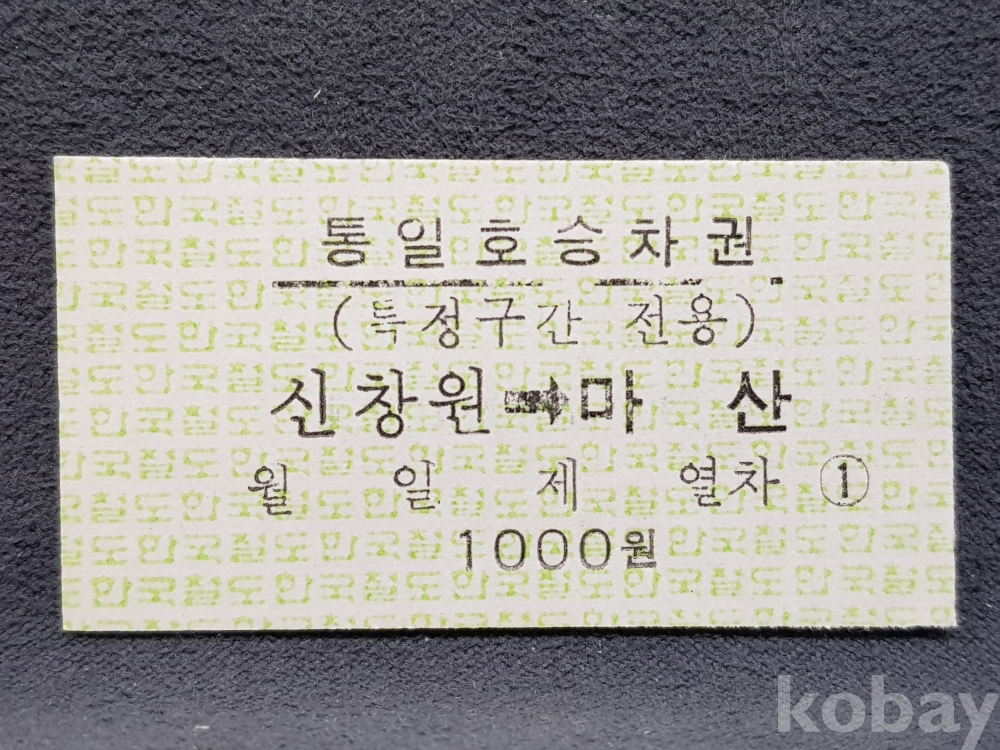 통일호승차권
(특정구간 전용)
신창원➡마 산
월 일 제 열차 ①
1000원
kobay